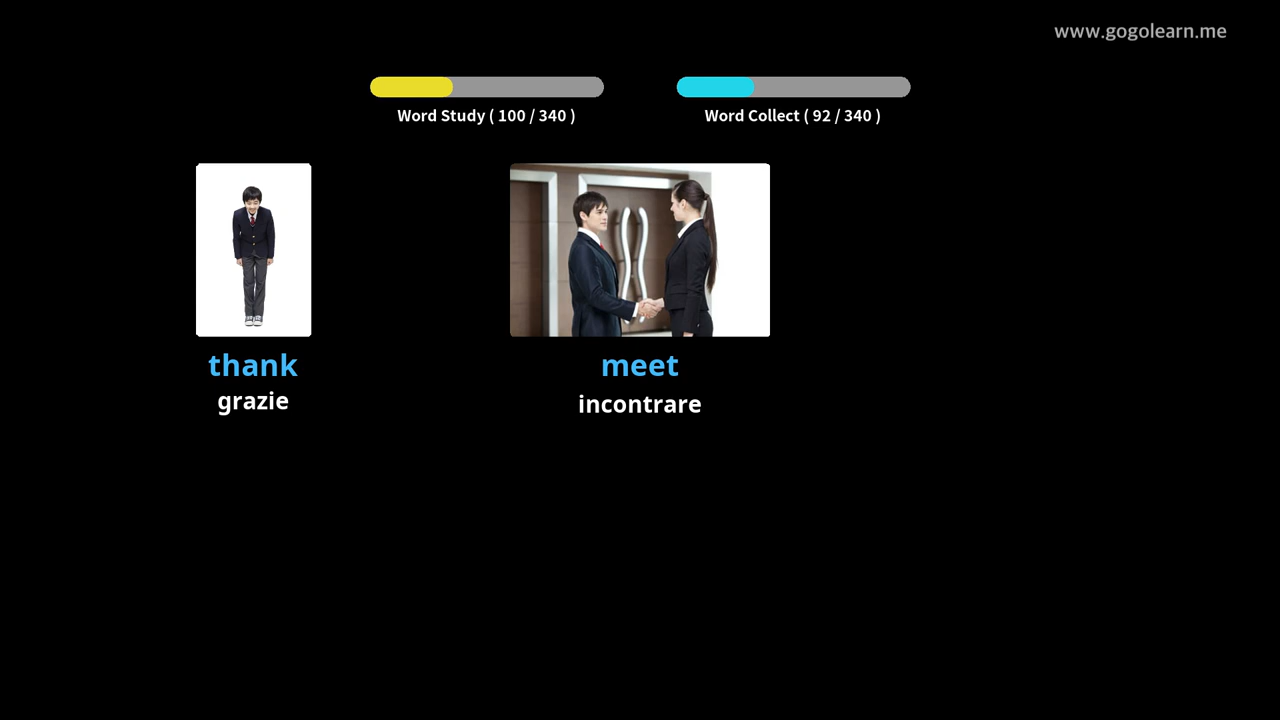 www.gogolearn.me
Word Study ( 100 / 340 )
Word Collect ( 92 / 340 )
thank
grazie
meet
incontrare